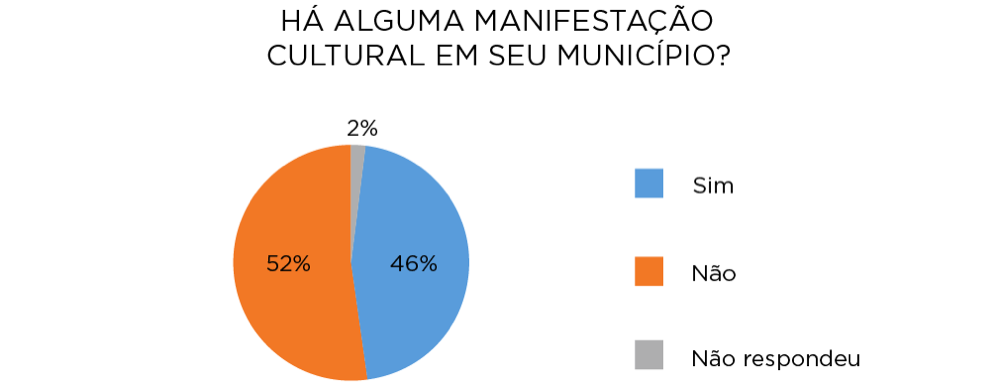 HÁ ALGUMA MANIFESTAÇÃO
CULTURAL EM SEU MUNICÍPIO?
2%
52%
46%
Sim
Não
Não respondeu